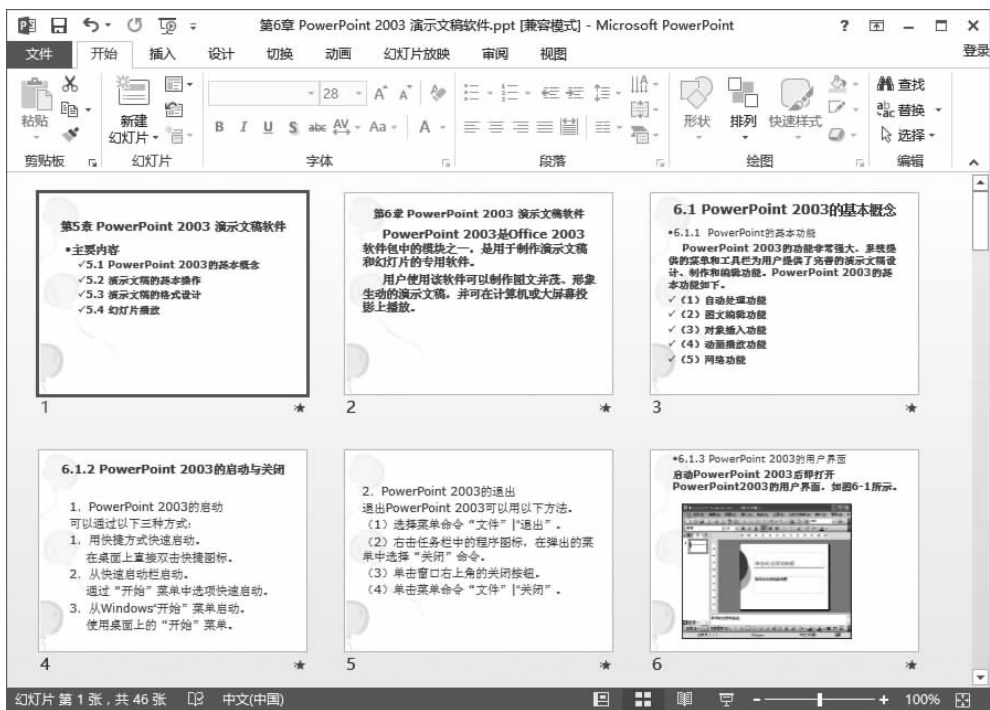 第6章 PowerPoint 2003 演示文稿软件.ppt [兼容模式] - Microsoft PowerPoint
文件 开始 插入 设计 切换 动画 幻灯片放映 审阅 视图 登录
粘贴 新建 幻灯片 28 A A B I U S abc AV Aa A 形状 排列 快速样式 查找 替换 选择
剪贴板 幻灯片 字体 段落 绘图 编辑
第5章 PowerPoint 2003 演示文稿软件
•主要内容
✓5.1 PowerPoint 2003的基本概念
✓5.2 演示文稿的基本操作
✓5.3 演示文稿的格式设计
✓5.4 幻灯片播放
1
第6章 PowerPoint 2003 演示文稿软件
PowerPoint 2003是Office 2003
软件包中的模块之一，是用于制作演示文稿
和幻灯片的专用软件。
用户使用该软件可以制作图文并茂、形象
生动的演示文稿，并可在计算机或大屏幕投
影上播放。
2
6.1 PowerPoint 2003的基本概念
•6.1.1 PowerPoint的基本功能
PowerPoint 2003的功能非常强大，系统提
供的菜单和工具栏为用户提供了完善的演示文稿设
计、制作和编辑功能。PowerPoint 2003的基
本功能如下。
✓（1）自动处理功能
✓（2）图文编辑功能
✓（3）对象插入功能
✓（4）动画播放功能
✓（5）网络功能
3
6.1.2 PowerPoint 2003的启动与关闭
1. PowerPoint 2003的启动
可以通过以下三种方式：
1. 用快捷方式快速启动。
在桌面上直接双击快捷图标。
2. 从快速启动栏启动。
通过“开始”菜单中选项快速启动。
3. 从Windows“开始”菜单启动。
使用桌面上的“开始”菜单。
4
2. PowerPoint 2003的退出
退出PowerPoint 2003可以用以下方法。
（1）选择菜单命令“文件”|“退出”。
（2）右击任务栏中的程序图标，在弹出的菜
单中选择“关闭”命令。
（3）单击窗口右上角的关闭按钮。
（4）单击菜单命令“文件”|“关闭”。
5
•6.1.3 PowerPoint 2003的用户界面
启动PowerPoint 2003后即打开
PowerPoint2003的用户界面，如图6-1所示。
6
幻灯片 第 1 张，共 46 张 中文(中国) 100%